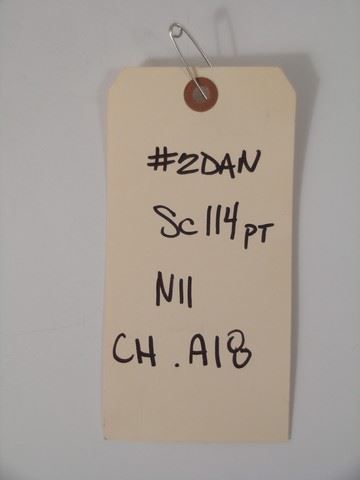 #2DAN
Sc114PT
N11
CH. A18